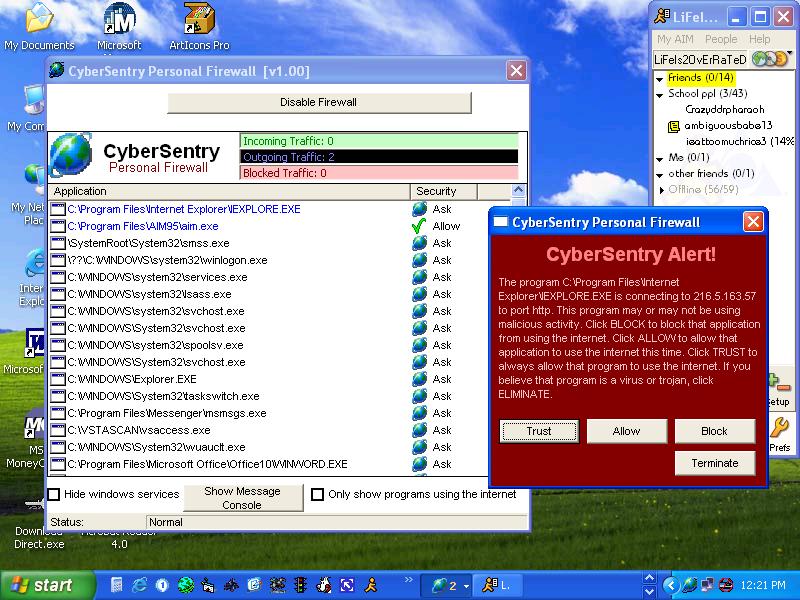 My Documents
Microsoft
ArtIcons Pro
CyberSentry Personal Firewall [v1.00]
Disable Firewall
CyberSentry
Personal Firewall
Incoming Traffic: 0
Outgoing Traffic: 2
Blocked Traffic: 0
Application Security
C:\Program Files\Internet Explorer\IEXPLORE.EXE Ask
C:\Program Files\AIM95\aim.exe Allow
\SystemRoot\System32\smss.exe Ask
\??\C:\WINDOWS\system32\winlogon.exe Ask
C:\WINDOWS\system32\services.exe Ask
C:\WINDOWS\system32\lsass.exe Ask
C:\WINDOWS\system32\svchost.exe Ask
C:\WINDOWS\System32\svchost.exe Ask
C:\WINDOWS\system32\spoolsv.exe Ask
C:\WINDOWS\System32\svchost.exe Ask
C:\WINDOWS\Explorer.EXE Ask
C:\WINDOWS\System32\taskswitch.exe Ask
C:\Program Files\Messenger\msmsgs.exe Ask
C:\VSTASCAN\vsaccess.exe Ask
C:\WINDOWS\System32\wuauclt.exe Ask
C:\Program Files\Microsoft Office\Office10\WINWORD.EXE Ask
Hide windows services
Show Message
Console
Only show programs using the internet
Status: Normal
My Com
My Net
Plac
Inter
Explo
Microsof
MS
MoneyC
Download
Direct.exe
Acrobat Reader
4.0
LiFeI...
My AIM People Help
LiFeIs2OvErRaTeD
friends (0/14)
School ppl (3/43)
Crazyddrpharaoh
ambiguousbabe13
ieattoomuchrice3 (14%
Me (0/1)
other friends (0/1)
Offline (56/59)
etup
Prefs
CyberSentry Personal Firewall
CyberSentry Alert!
The program C:\Program Files\Internet
Explorer\IEXPLORE.EXE is connecting to 216.5.163.57
to port http. This program may or may not be using
malicious activity. Click BLOCK to block that application
from using the internet. Click ALLOW to allow that
application to use the internet this time. Click TRUST to
always allow that program to use the internet. If you
believe that program is a virus or trojan, click
ELIMINATE.
Trust
Allow
Block
Terminate
start
2
L.
12:21 PM